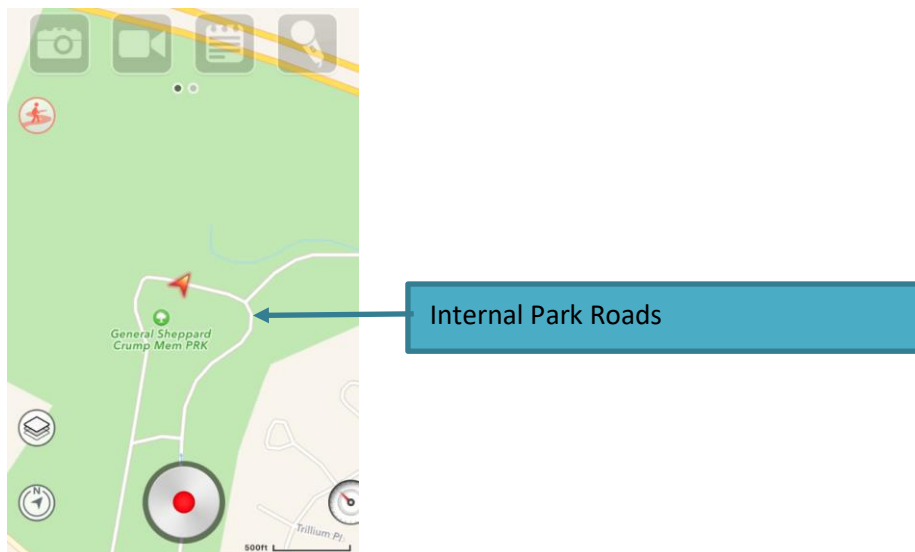 General Sheppard
Crump Mem PRK
Internal Park Roads
N
Trillium Pl
500ft